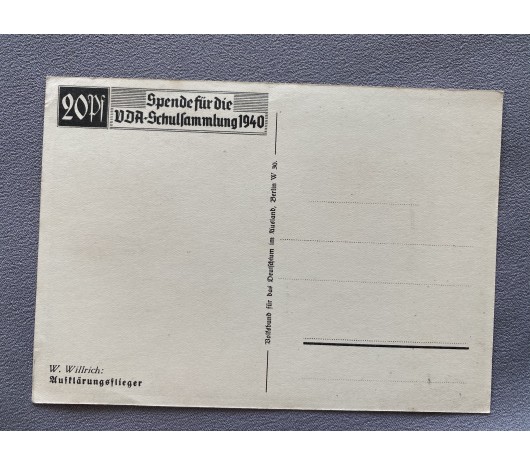 20Pf
Spende für die
VDA-Schulsammlung 1940
Volksbund für das Deutschtum im Ausland, Berlin W 30.
W. Willrich:
Aufklärungsflieger